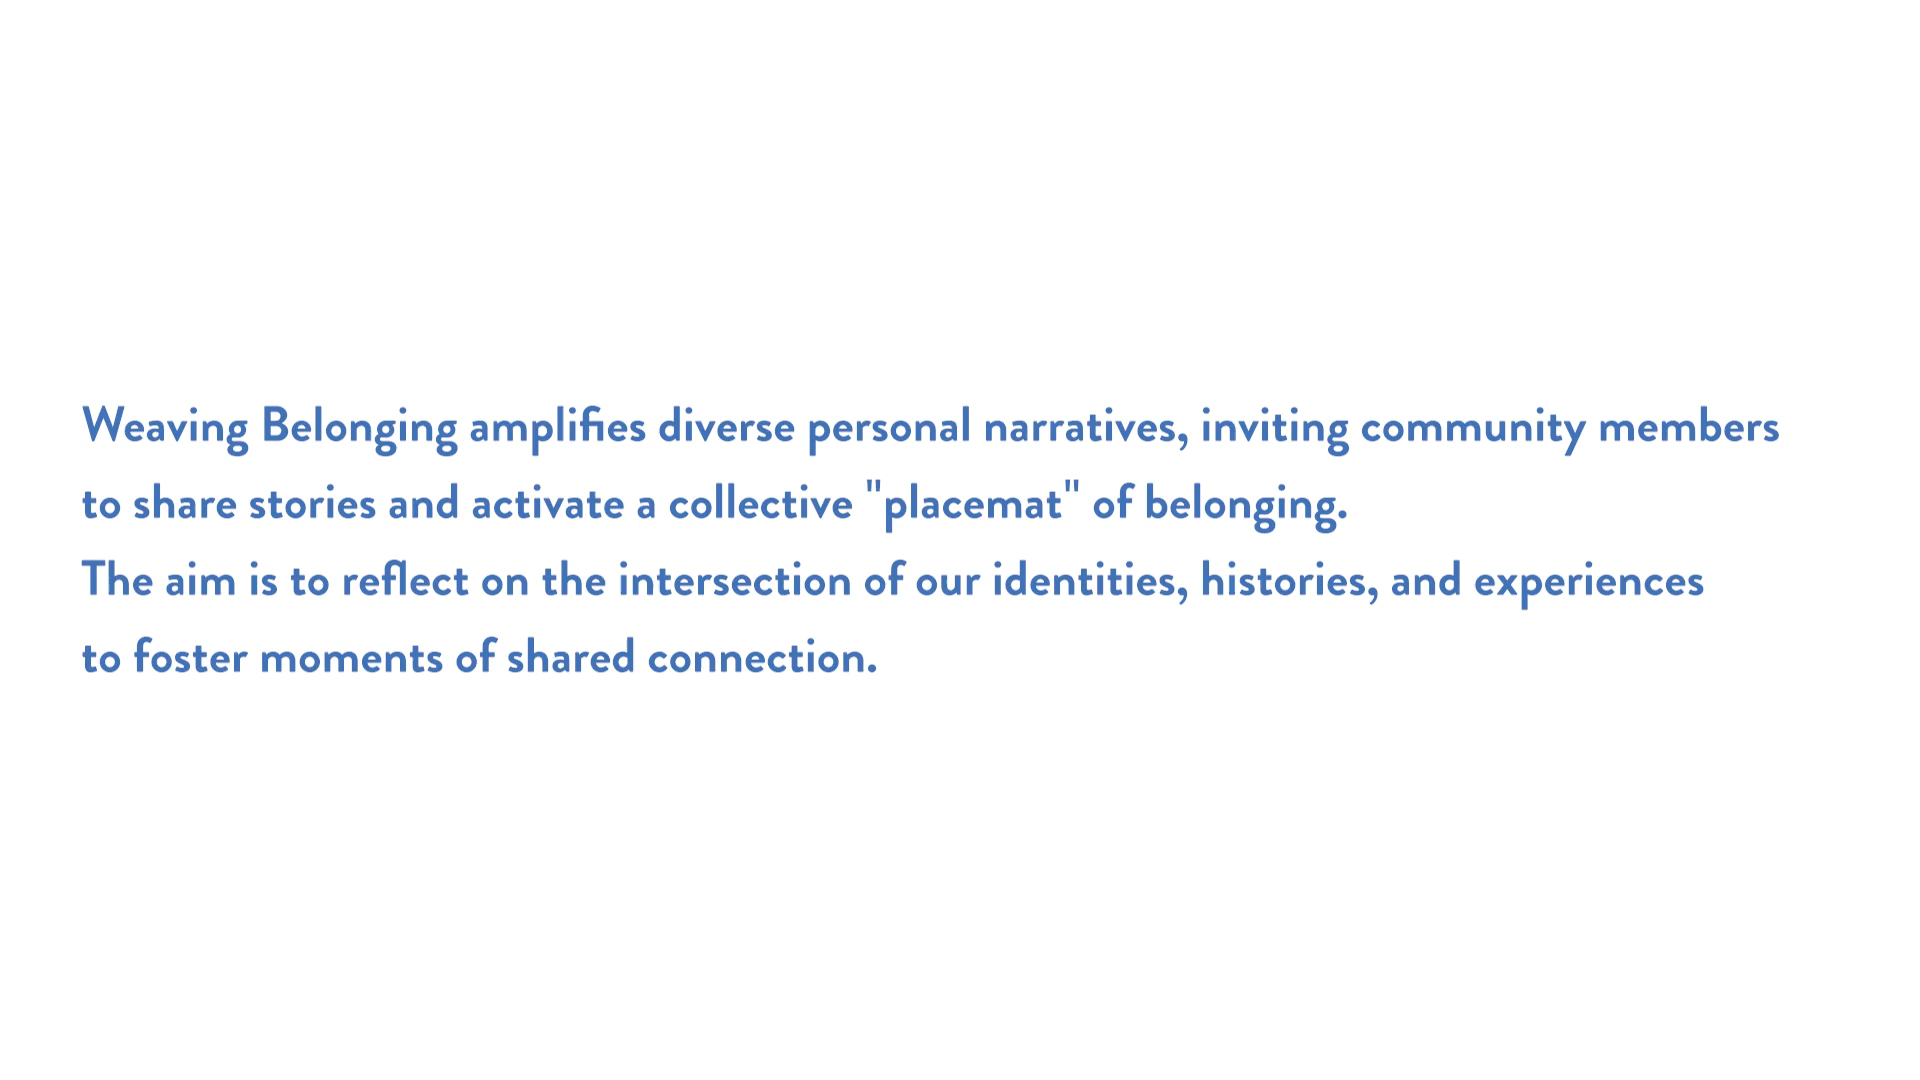 Weaving Belonging amplifies diverse personal narratives, inviting community members
to share stories and activate a collective "placemat" of belonging.
The aim is to reflect on the intersection of our identities, histories, and experiences
to foster moments of shared connection.